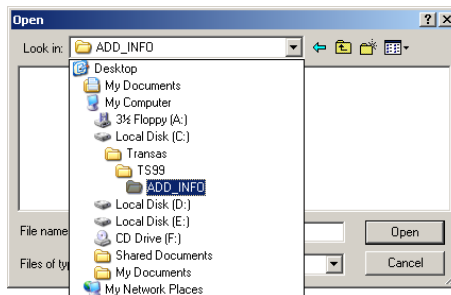 Open
Look in: ADD_INFO
Desktop
My Documents
My Computer
3½ Floppy (A:)
Local Disk (C:)
Transas
TS99
ADD_INFO
Local Disk (D:)
Local Disk (E:)
CD Drive (F:)
Shared Documents
My Documents
My Network Places
File name
Open
Files of ty
Cancel